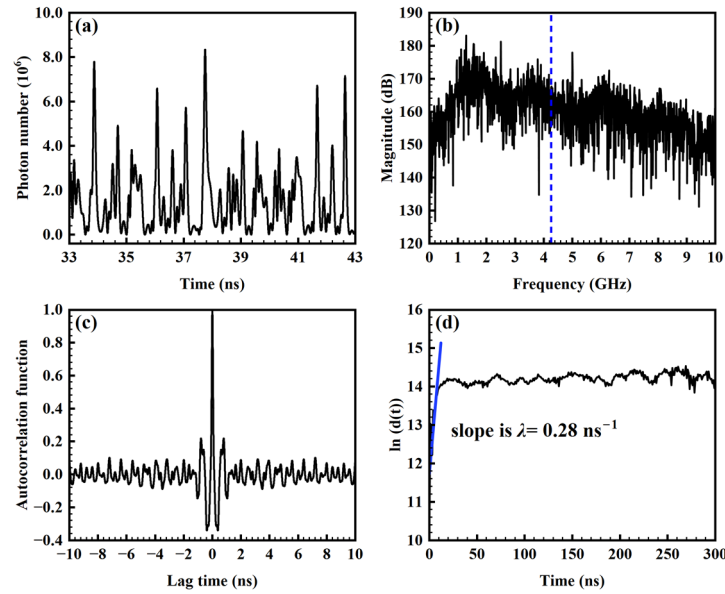 (a)
Photon number (10⁶)
10.0
8.0
6.0
4.0
2.0
0.0
33 35 37 39 41 43
Time (ns)
(b)
Magnitude (dB)
190
180
170
160
150
140
130
120
0 1 2 3 4 5 6 7 8 9 10
Frequency (GHz)
(c)
Autocorrelation function
1.0
0.8
0.6
0.4
0.2
0.0
−0.2
−0.4
−10 −8 −6 −4 −2 0 2 4 6 8 10
Lag time (ns)
(d)
ln (d(t))
16
15
14
13
12
11
10
slope is λ= 0.28 ns⁻¹
0 50 100 150 200 250 300
Time (ns)